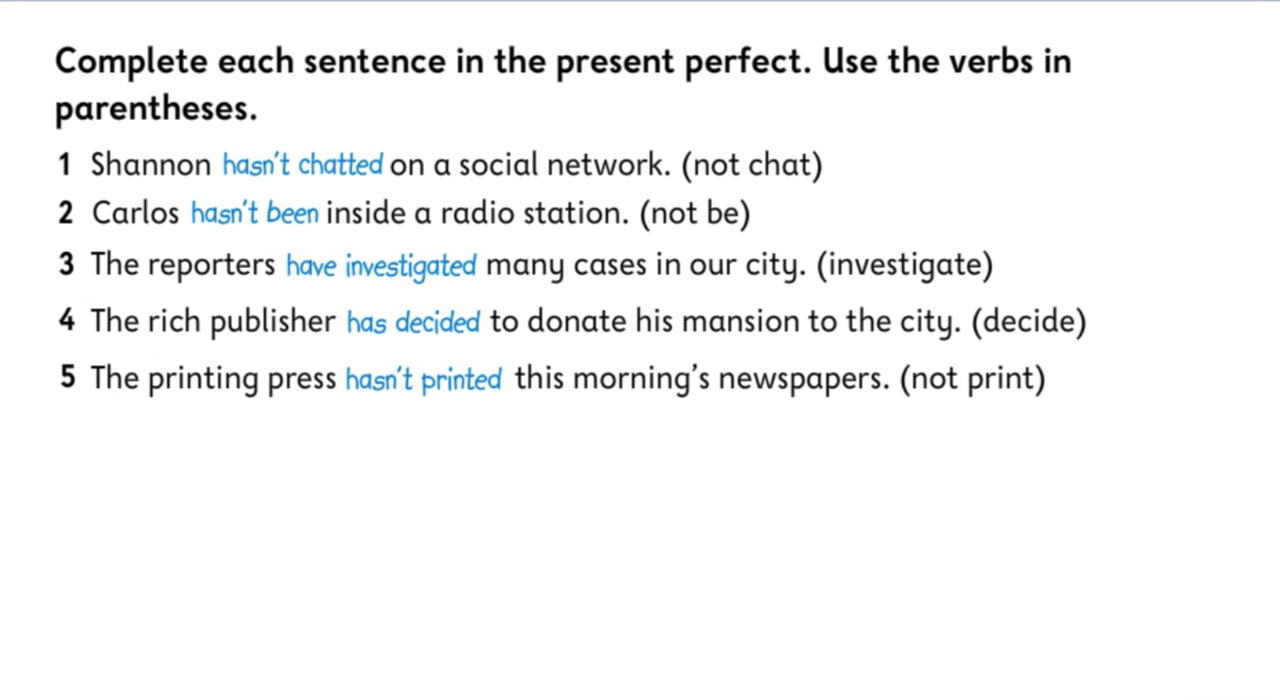 Complete each sentence in the present perfect. Use the verbs in
parentheses.
1 Shannon hasn't chatted on a social network. (not chat)
2 Carlos hasn't been inside a radio station. (not be)
3 The reporters have investigated many cases in our city. (investigate)
4 The rich publisher has decided to donate his mansion to the city. (decide)
5 The printing press hasn't printed this morning's newspapers. (not print)